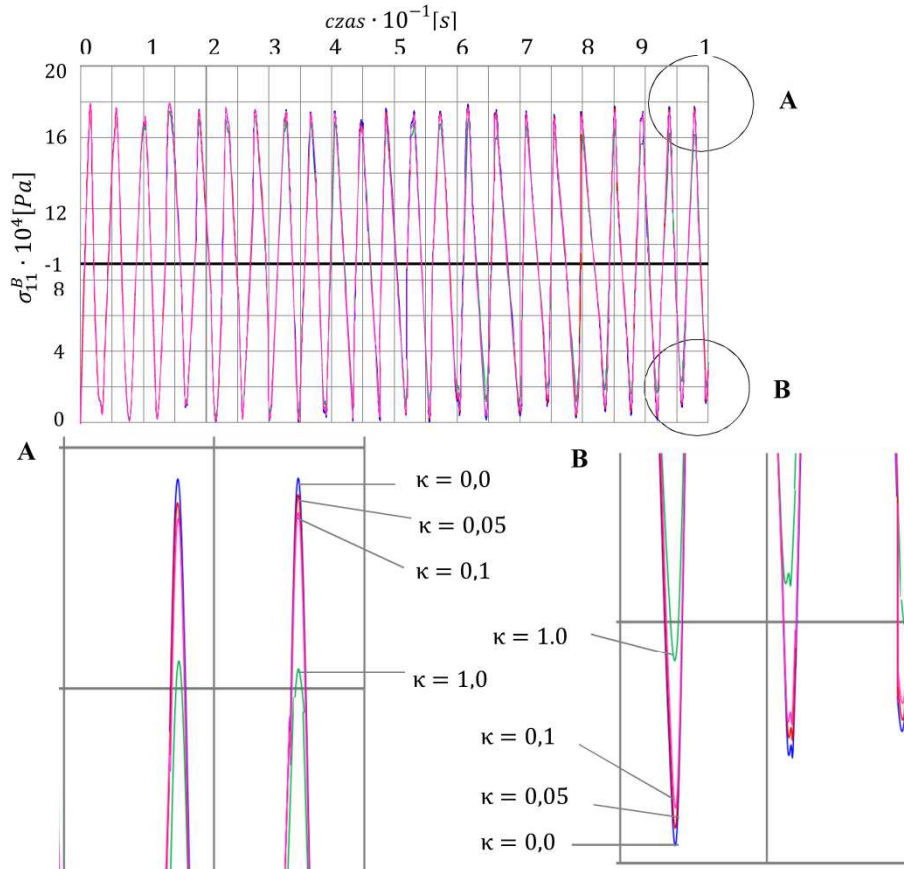 czas · 10⁻¹[s]
0 1 2 3 4 5 6 7 8 9 1
20
16
12
-1
8
4
0
σ₁₁ᴮ · 10⁴[Pa]
A
B
A
κ = 0,0
κ = 0,05
κ = 0,1
κ = 1,0
B
κ = 1.0
κ = 0,1
κ = 0,05
κ = 0,0